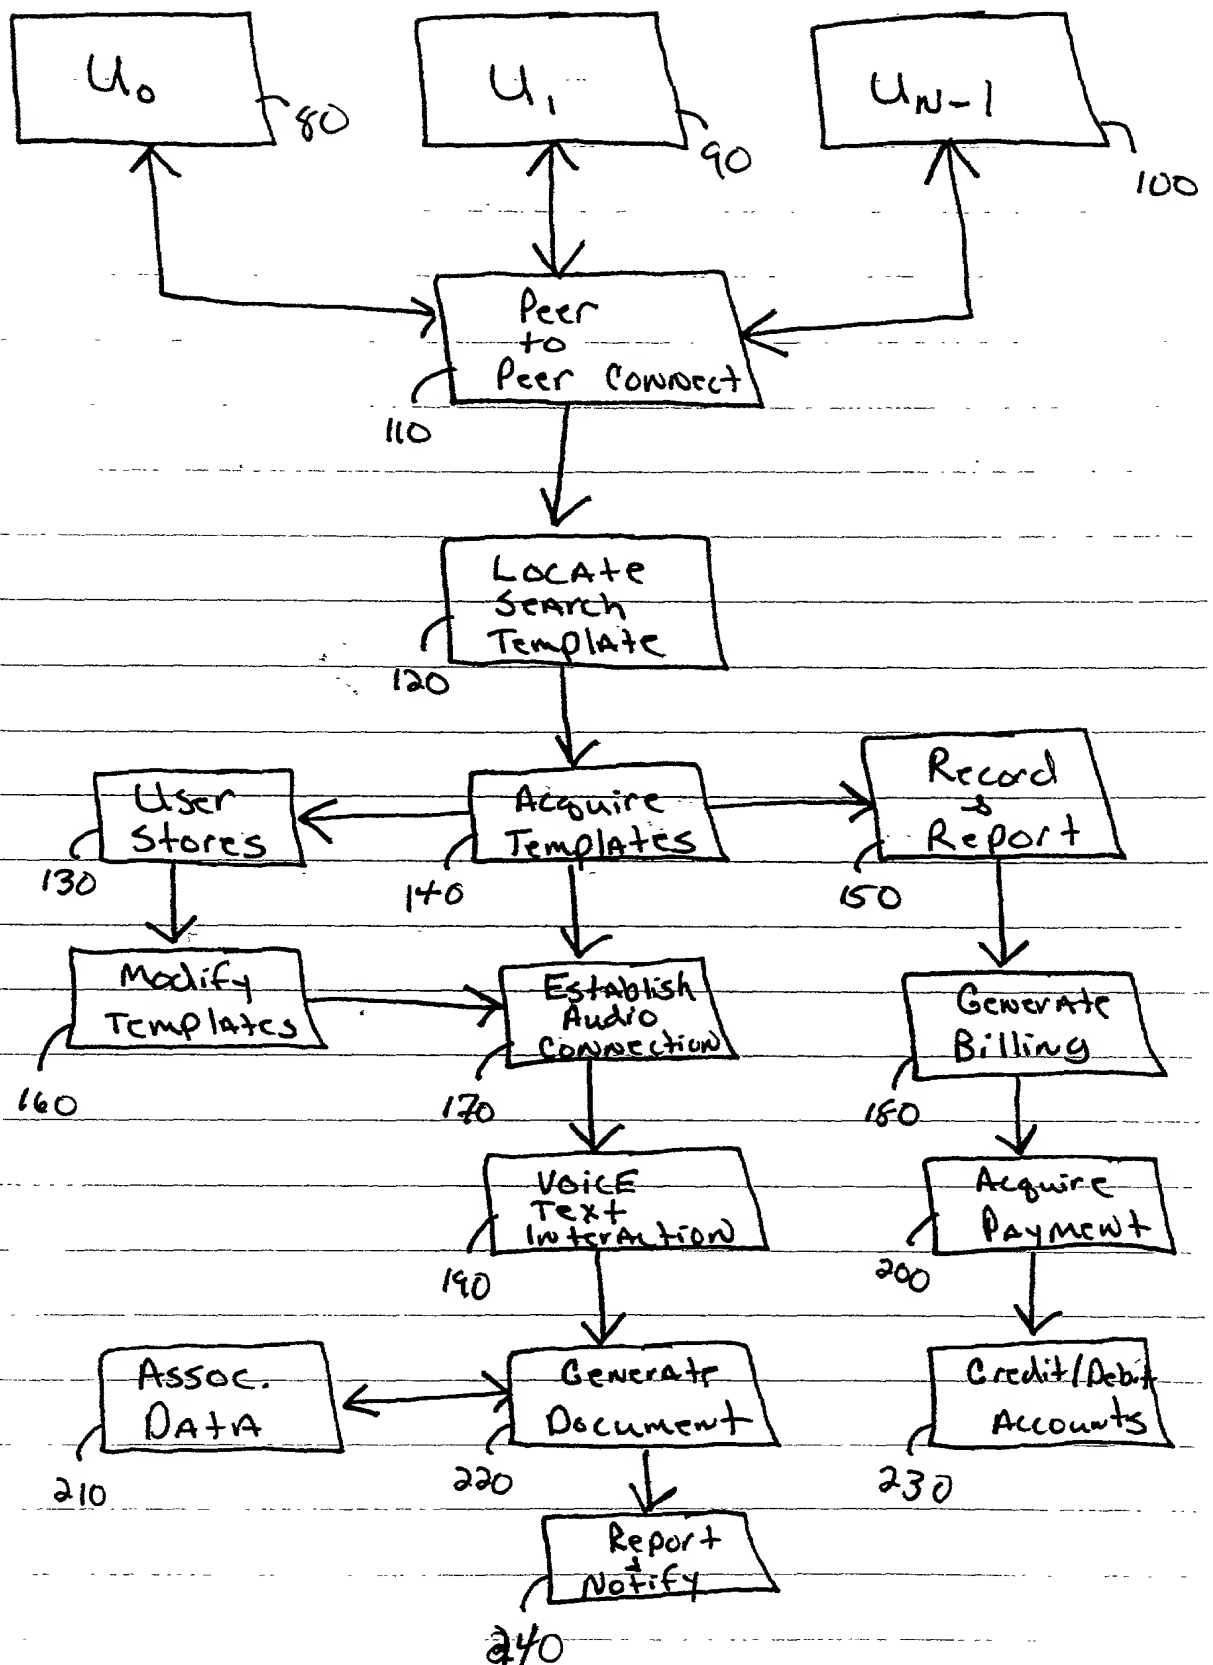 U0
80
U1
90
UN-1
100
Peer
to
Peer Connect
110
Locate
Search
Template
120
User
Stores
130
Acquire
Templates
140
Record
&
Report
150
Modify
Templates
160
Establish
Audio
Connection
170
Generate
Billing
180
Voice
Text
Interaction
190
Acquire
Payment
200
Assoc.
Data
210
Generate
Document
220
Credit/Debit
Accounts
230
Report
&
Notify
240